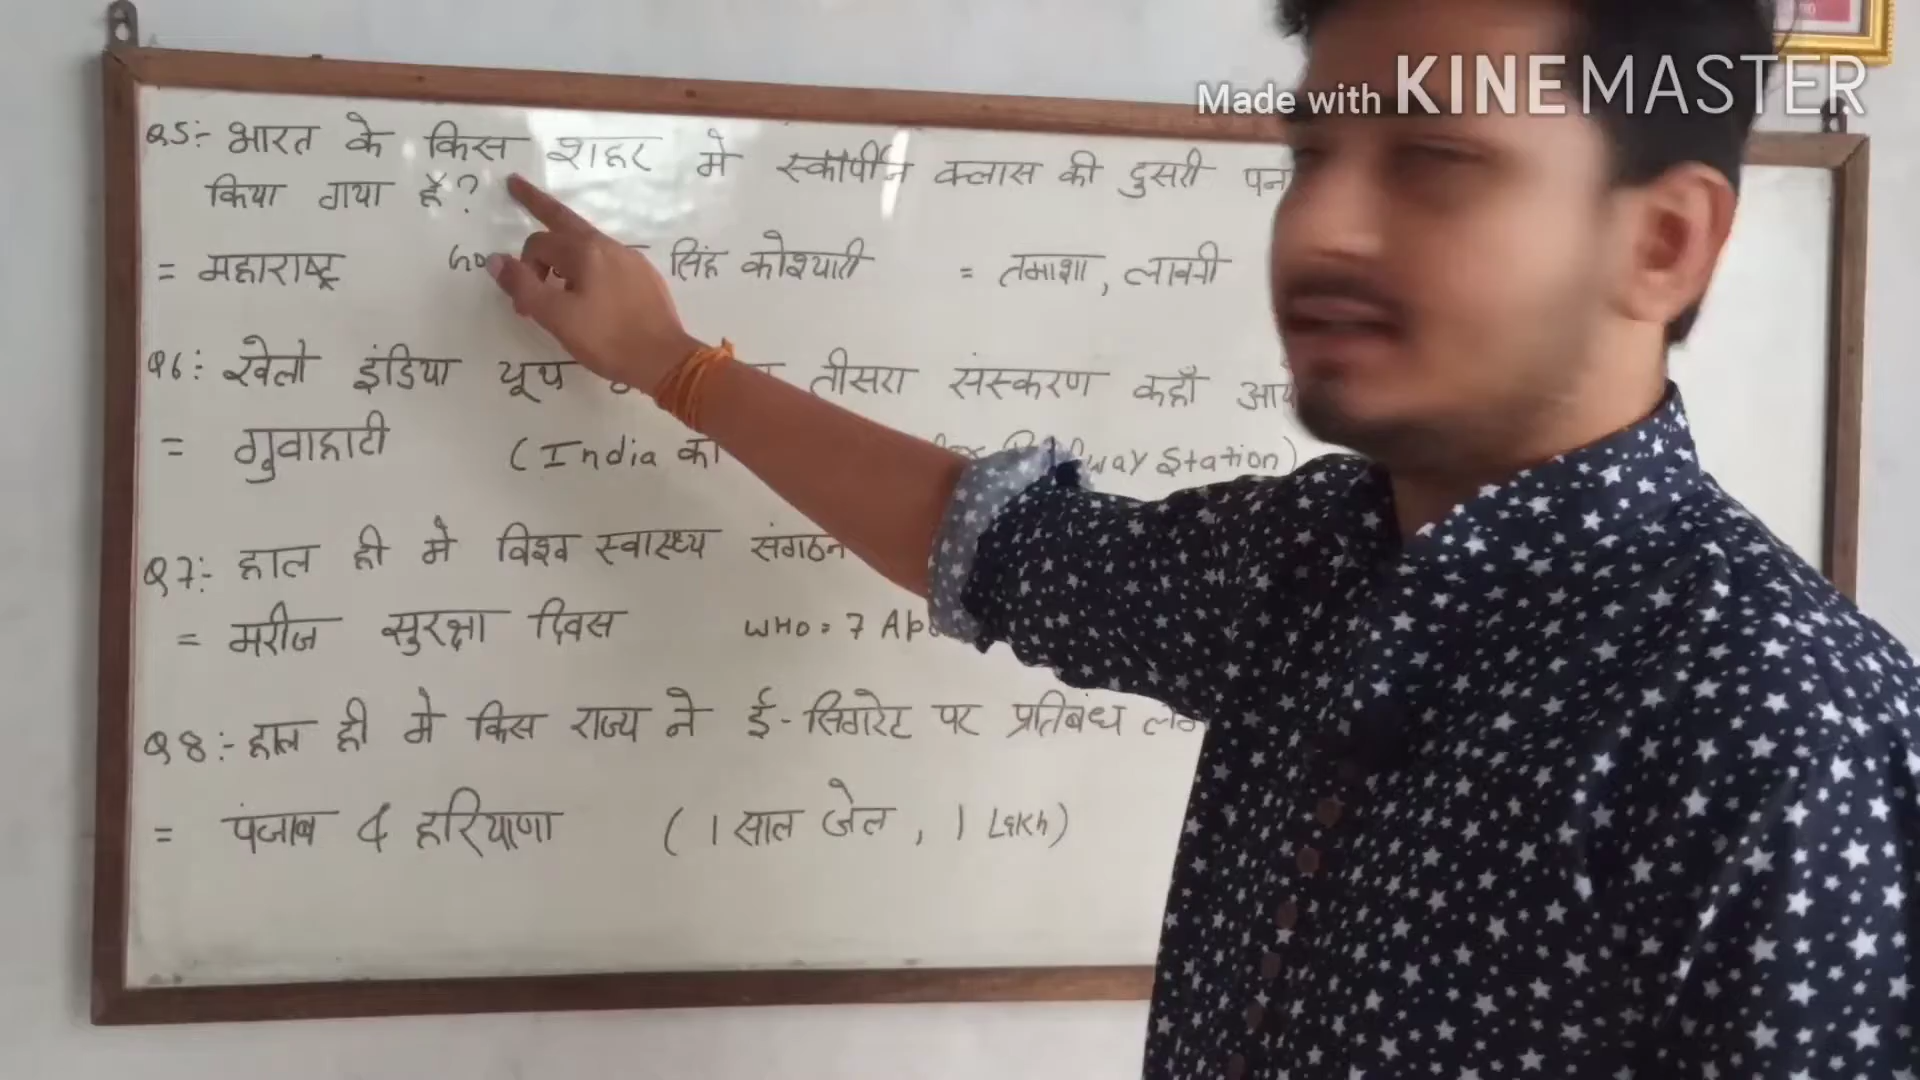 Made with KINEMASTER
Q5:- भारत के किस शहर मे स्कॉर्पीन क्लास की दुसरी
किया गया है?
= महाराष्ट्र सिंह कोश्यारी = तमाशा, लावनी
Q6: खेलो इंडिया यूथ तीसरा संस्करण कहाँ
= गुवाहाटी (India का Station)
Q7:- हाल ही मे विश्व स्वास्थ्य संगठन
= मरीज सुरक्षा दिवस WHO = 7
Q8:- हाल ही मे किस राज्य ने ई-सिगरेट पर प्रतिबंध
= पंजाब & हरियाणा (1 साल जेल, 1 Lakh)